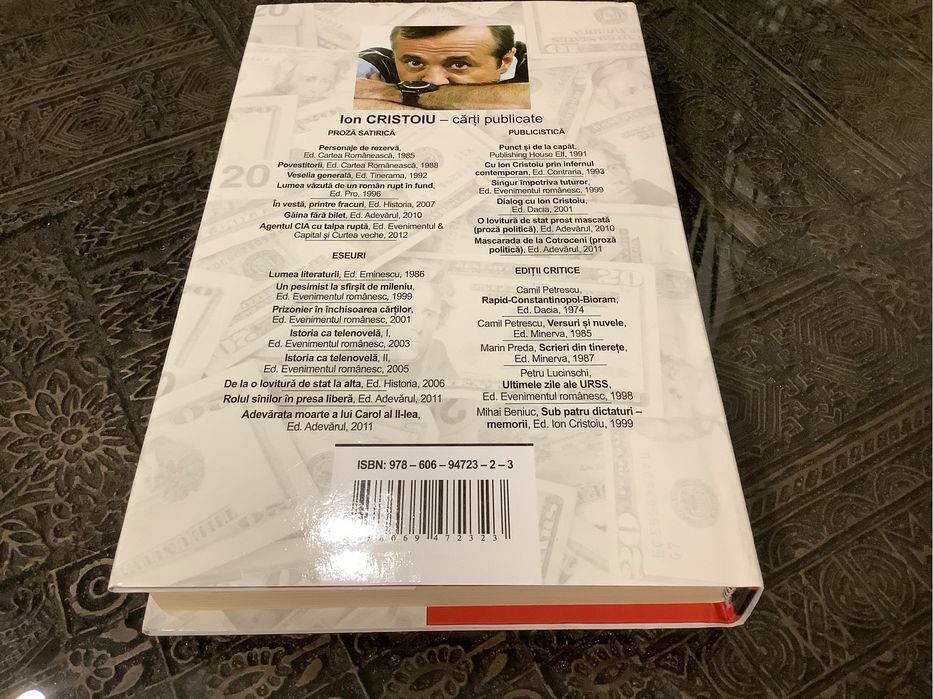 Ion CRISTOIU – cărți publicate
PROZĂ SATIRICĂ
Personaje de rezervă,
Ed. Cartea Românească, 1985
Povestitorii, Ed. Cartea Românească, 1988
Veselia generală, Ed. Tinerama, 1992
Lumea văzută de un român rupt în fund,
Ed. Pro, 1996
În vestă, printre fracuri, Ed. Historia, 2007
Găina fără bilet, Ed. Adevărul, 2010
Agentul CIA cu talpa ruptă, Ed. Evenimentul &
Capital și Curtea veche, 2012
ESEURI
Lumea literaturii, Ed. Eminescu, 1986
Un pesimist la sfîrșit de mileniu,
Ed. Evenimentul românesc, 1999
Prizonier în închisoarea cărților,
Ed. Evenimentul românesc, 2001
Istoria ca telenovelă, I,
Ed. Evenimentul românesc, 2003
Istoria ca telenovelă, II,
Ed. Evenimentul românesc, 2005
De la o lovitură de stat la alta, Ed. Historia, 2006
Rolul sînilor în presa liberă, Ed. Adevărul, 2011
Adevărata moarte a lui Carol al II-lea,
Ed. Adevărul, 2011
PUBLICISTICĂ
Punct și de la capăt,
Publishing House Elf, 1991
Cu Ion Cristoiu prin infernul
contemporan, Ed. Contraria, 1993
Singur împotriva tuturor,
Ed. Evenimentul românesc, 1999
Dialog cu Ion Cristoiu,
Ed. Dacia, 2001
O lovitură de stat prost mascată
(proză politică), Ed. Adevărul, 2010
Mascarada de la Cotroceni (proză
politică), Ed. Adevărul, 2011
EDIȚII CRITICE
Camil Petrescu,
Rapid-Constantinopol-Bioram,
Ed. Dacia, 1974
Camil Petrescu, Versuri și nuvele,
Ed. Minerva, 1985
Marin Preda, Scrieri din tinerețe,
Ed. Minerva, 1987
Petru Lucinschi,
Ultimele zile ale URSS,
Ed. Evenimentul românesc, 1998
Mihai Beniuc, Sub patru dictaturi –
memorii, Ed. Ion Cristoiu, 1999
ISBN: 978 – 606 – 94723 – 2 – 3